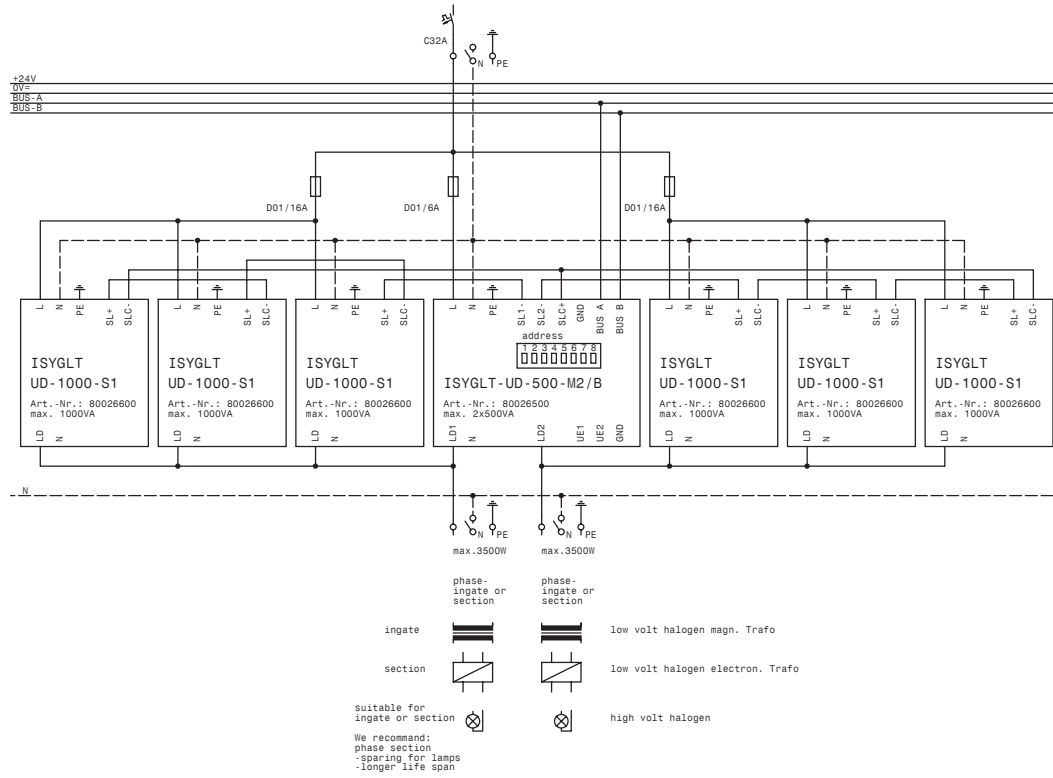 C32A
N
PE
+24V
0V=
BUS-A
BUS-B
D01/16A
D01/6A
D01/16A
L N PE SL+ SLC-
L N PE SL+ SLC-
L N PE SL+ SLC-
L N PE SL1- SL2- SLC+ GND BUS A BUS B
L N PE SL+ SLC-
L N PE SL+ SLC-
L N PE SL+ SLC-
address
1 2 3 4 5 6 7 8
ISYGLT
UD-1000-S1
Art.-Nr.: 80026600
max. 1000VA
LD N
ISYGLT
UD-1000-S1
Art.-Nr.: 80026600
max. 1000VA
LD N
ISYGLT
UD-1000-S1
Art.-Nr.: 80026600
max. 1000VA
LD N
ISYGLT-UD-500-M2/B
Art.-Nr.: 80026500
max. 2x500VA
LD1 N LD2 UE1 UE2 GND
ISYGLT
UD-1000-S1
Art.-Nr.: 80026600
max. 1000VA
LD N
ISYGLT
UD-1000-S1
Art.-Nr.: 80026600
max. 1000VA
LD N
ISYGLT
UD-1000-S1
Art.-Nr.: 80026600
max. 1000VA
LD N
N
N PE
N PE
max.3500W
max.3500W
phase-
ingate or
section
phase-
ingate or
section
ingate
low volt halogen magn. Trafo
section
low volt halogen electron. Trafo
suitable for
ingate or section
high volt halogen
We recommand:
phase section
-sparing for lamps
-longer life span